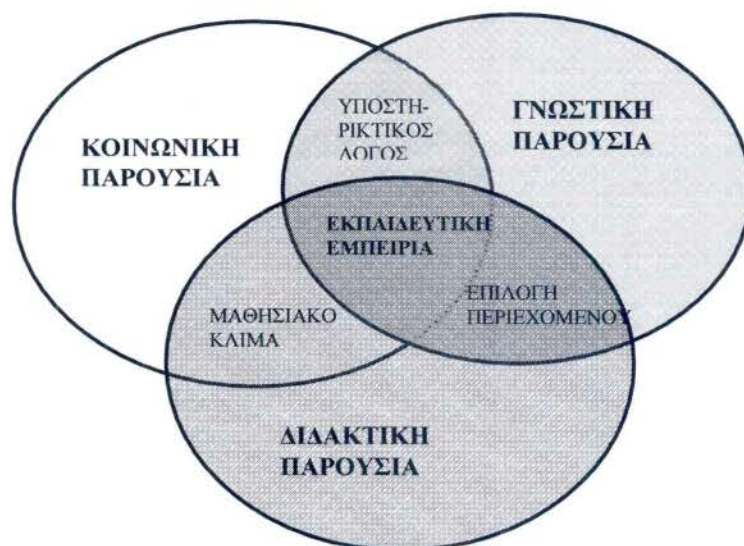 ΥΠΟΣΤΗ-
ΡΙΚΤΙΚΟΣ
ΛΟΓΟΣ
ΓΝΩΣΤΙΚΗ
ΠΑΡΟΥΣΙΑ
ΚΟΙΝΩΝΙΚΗ
ΠΑΡΟΥΣΙΑ
ΕΚΠΑΙΔΕΥΤΙΚΗ
ΕΜΠΕΙΡΙΑ
ΕΠΙΛΟΓΗ
ΠΕΡΙΕΧΟΜΕΝΟΥ
ΜΑΘΗΣΙΑΚΟ
ΚΛΙΜΑ
ΔΙΔΑΚΤΙΚΗ
ΠΑΡΟΥΣΙΑ